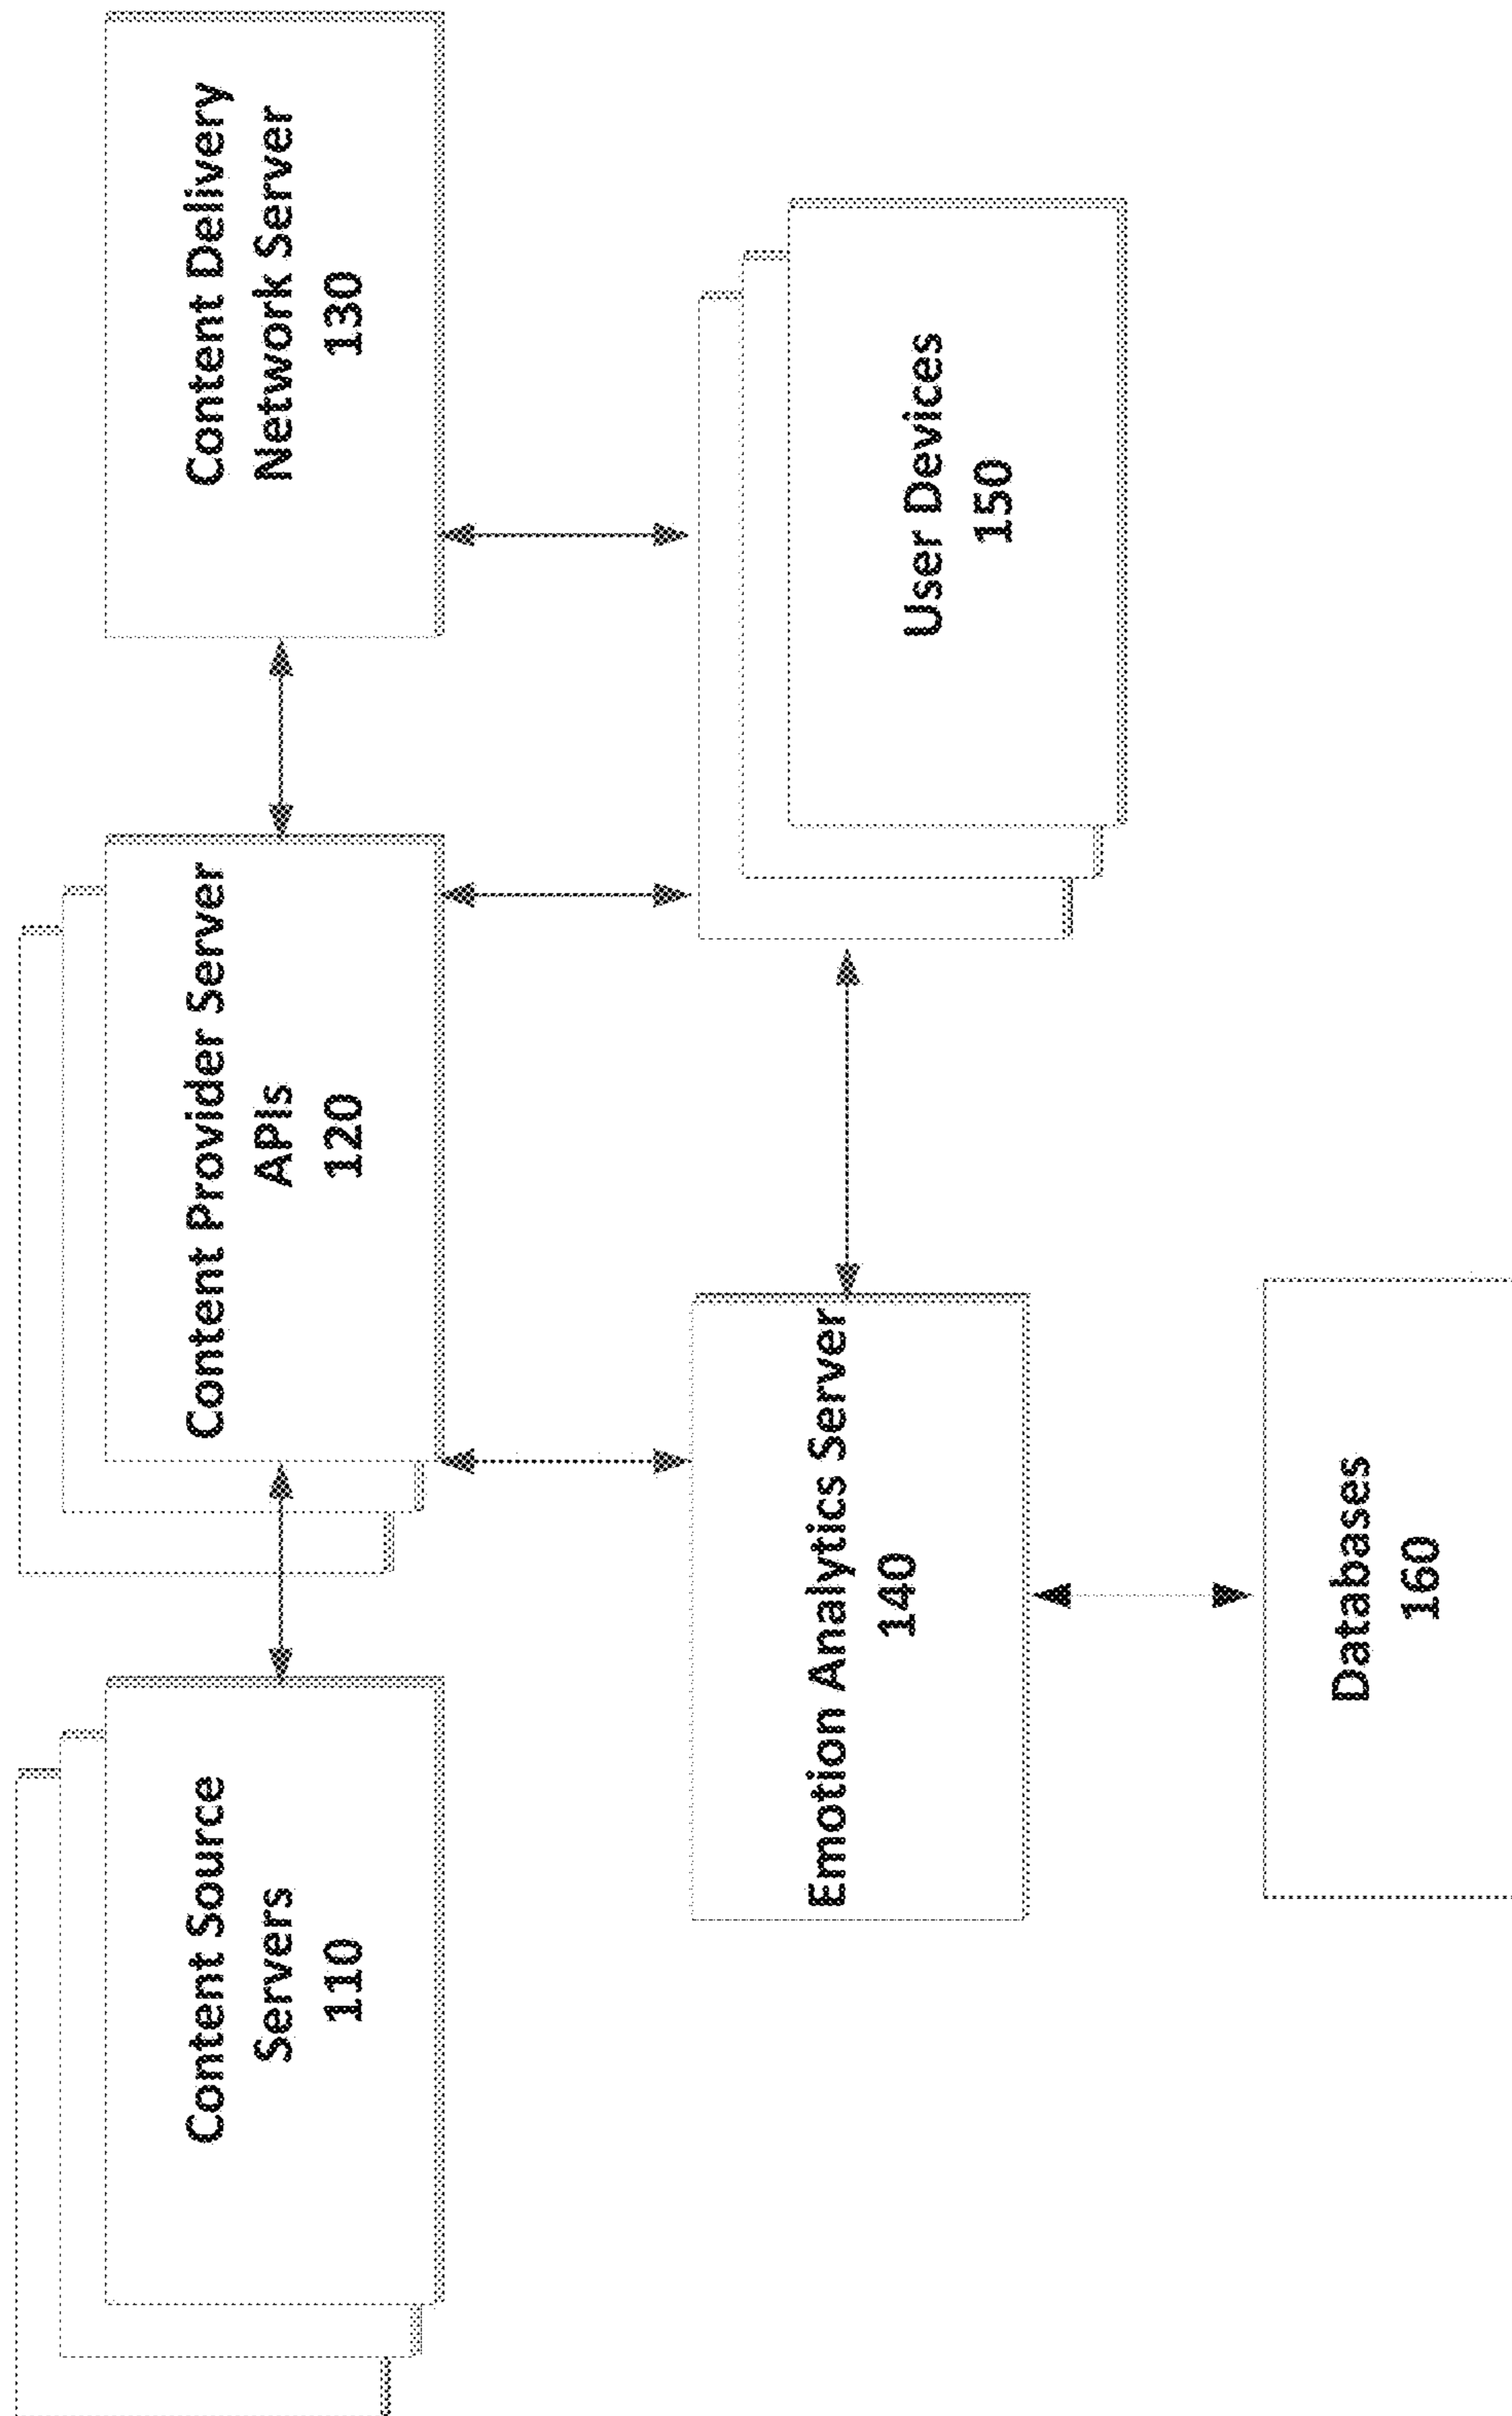 Content Source
Servers
110
Content Provider Server
APIs
120
Content Delivery
Network Server
130
Emotion Analytics Server
140
User Devices
150
Databases
160